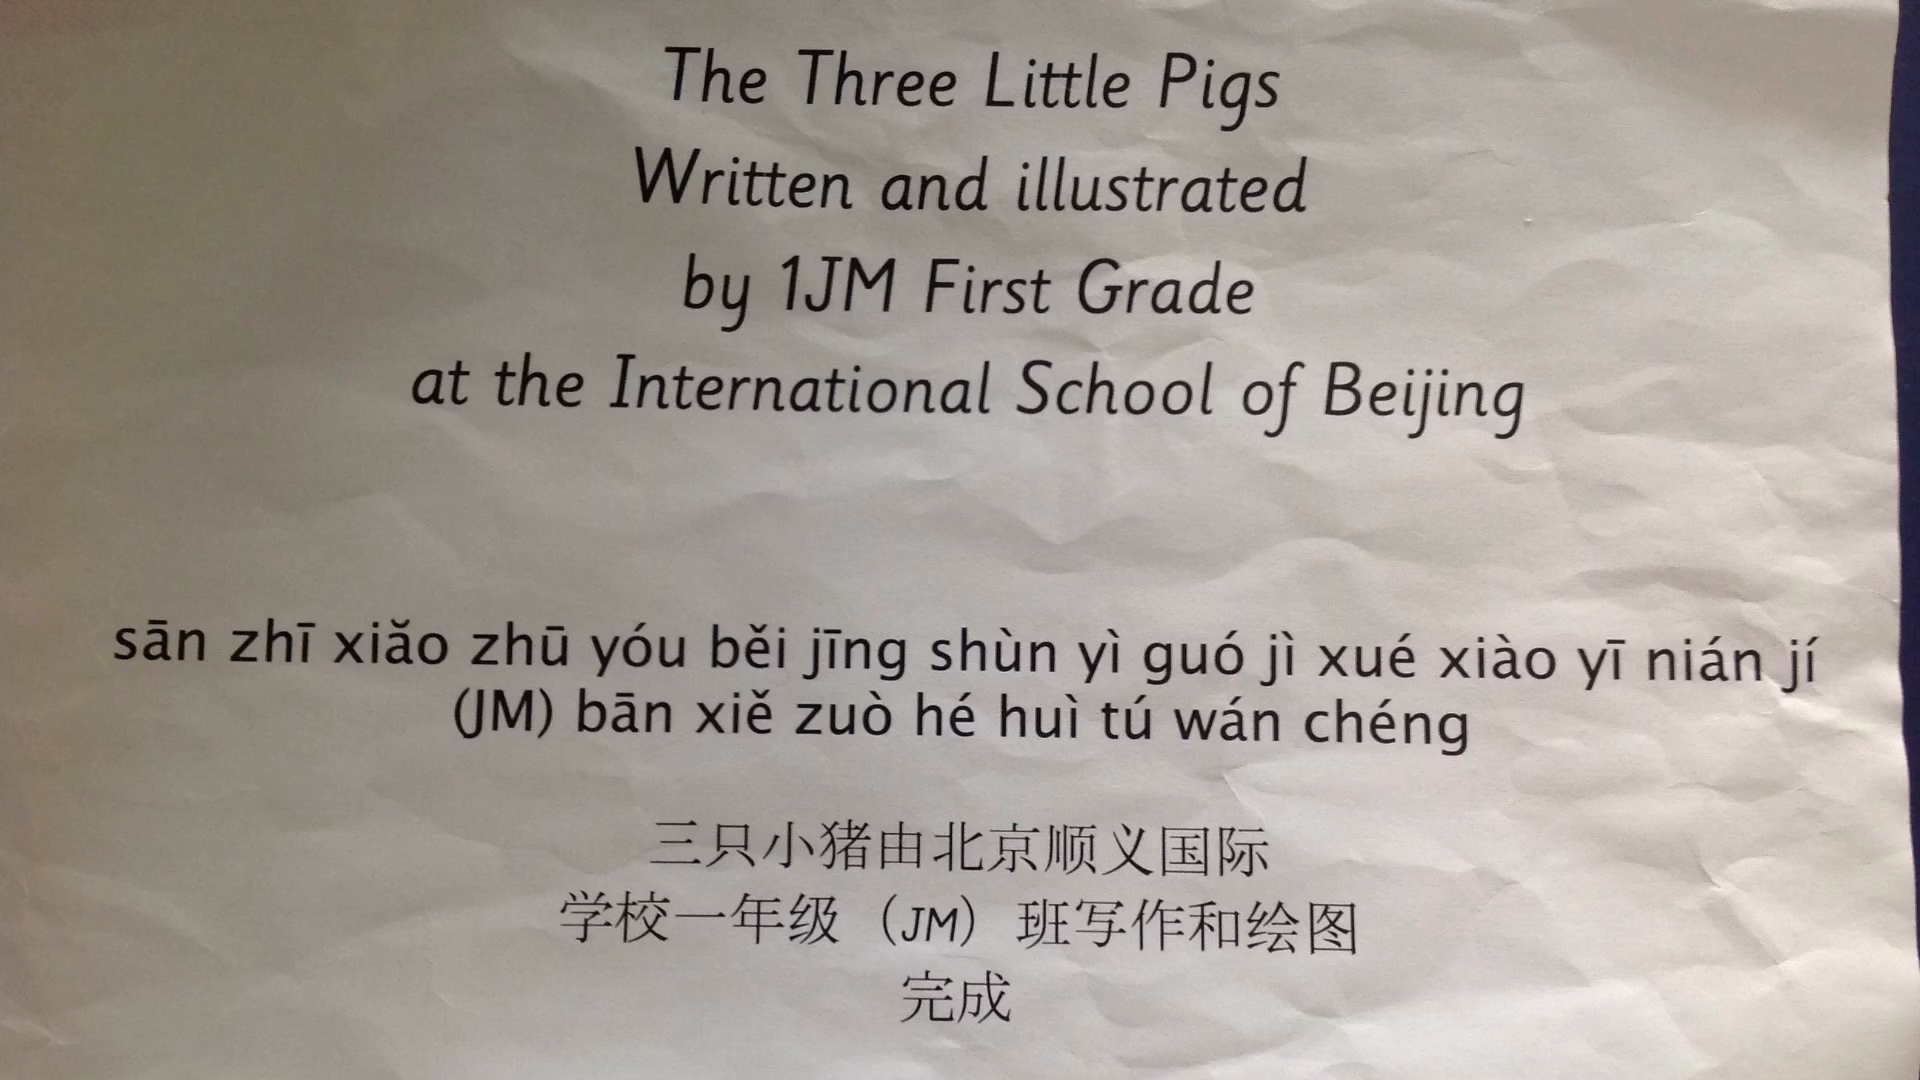 The Three Little Pigs
Written and illustrated
by 1JM First Grade
at the International School of Beijing
sān zhī xiǎo zhū yóu běi jīng shùn yì guó jì xué xiào yī nián jí
(JM) bān xiě zuò hé huì tú wán chéng
三只小猪由北京顺义国际
学校一年级（JM）班写作和绘图
完成